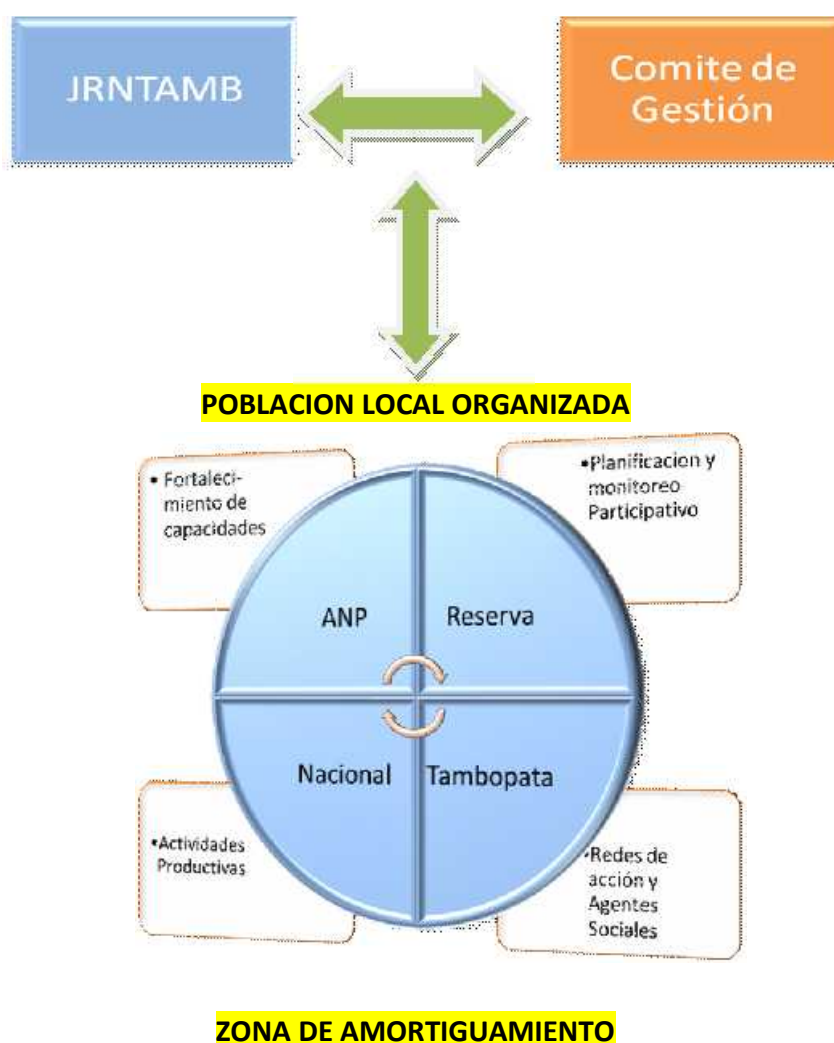 JRNTAMB
Comite de
Gestión
POBLACION LOCAL ORGANIZADA
• Fortaleci-
miento de
capacidades
•Planificacion y
monitoreo
Participativo
ANP
Reserva
Nacional
Tambopata
•Actividades
Productivas
•Redes de
acción y
Agentes
Sociales
ZONA DE AMORTIGUAMIENTO